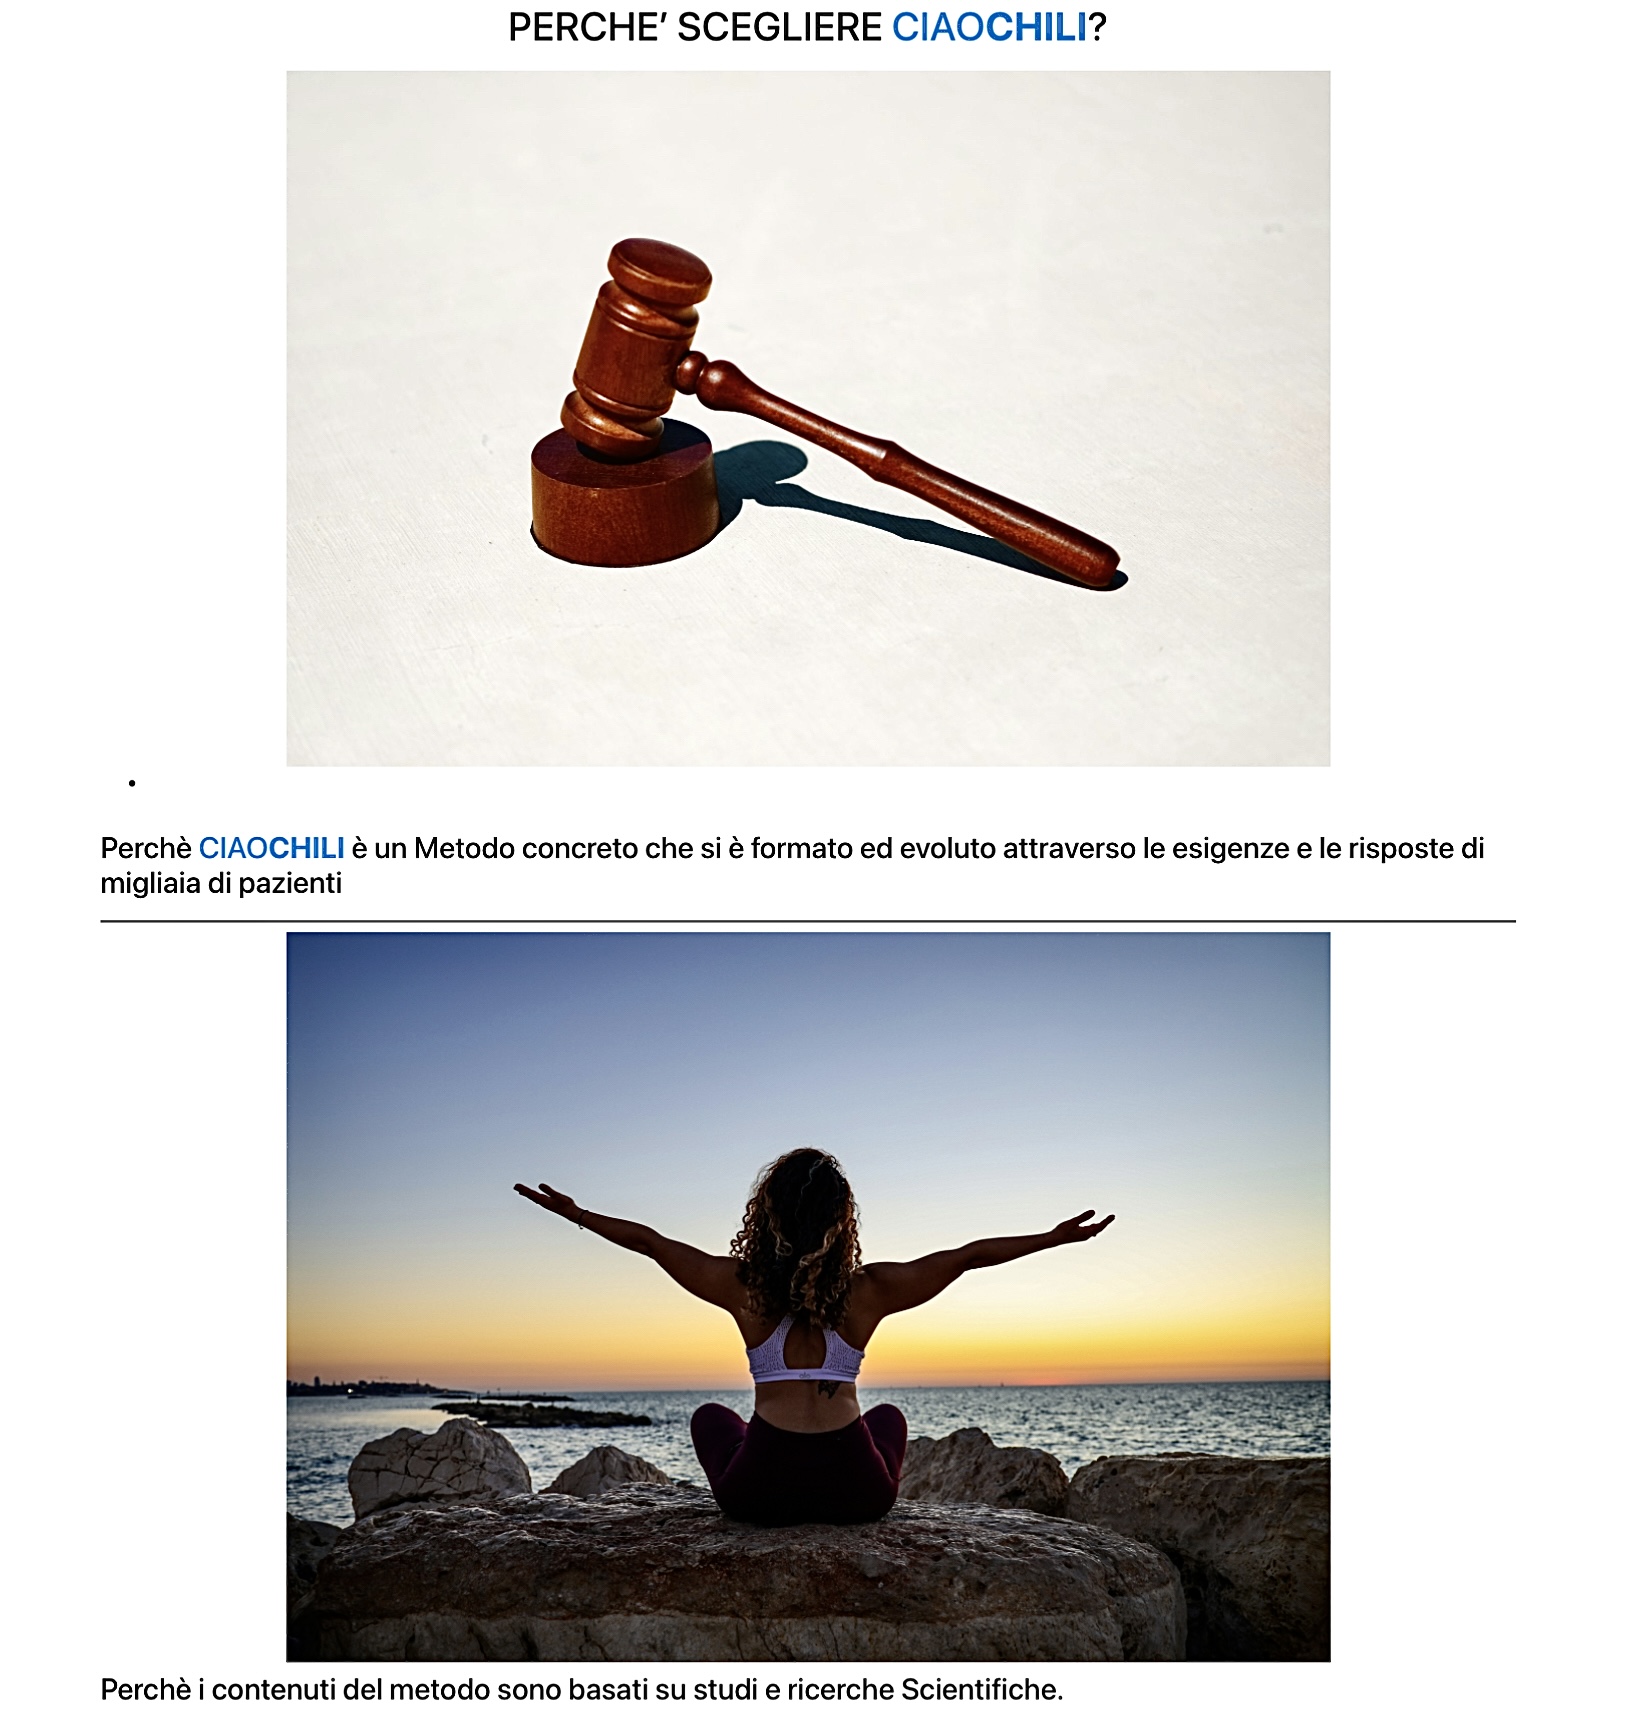 PERCHE’ SCEGLIERE CIAOCHILI?
•
Perchè CIAOCHILI è un Metodo concreto che si è formato ed evoluto attraverso le esigenze e le risposte di
migliaia di pazienti
Perchè i contenuti del metodo sono basati su studi e ricerche Scientifiche.